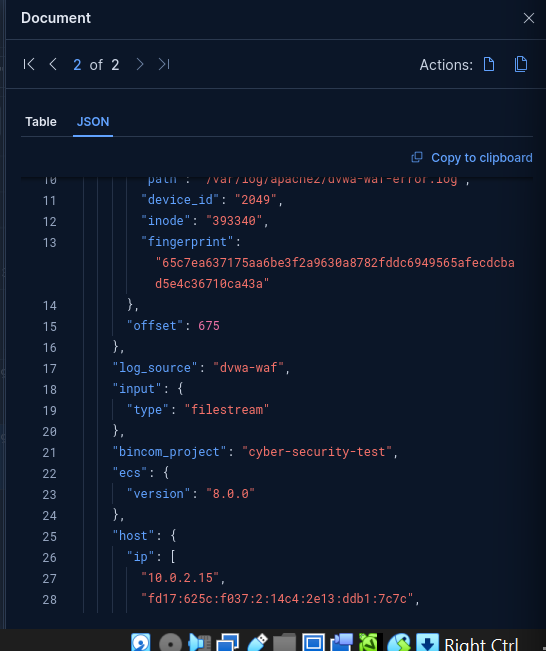 Document
2 of 2
Actions:
Table JSON
Copy to clipboard
10 "path": "/var/log/apache2/dvwa-waf-error.log",
11 "device_id": "2049",
12 "inode": "393340",
13 "fingerprint":
"65c7ea637175aa6be3f2a9630a8782fddc6949565afecdcba
d5e4c36710ca43a"
14 },
15 "offset": 675
16 },
17 "log_source": "dvwa-waf",
18 "input": {
19 "type": "filestream"
20 },
21 "bincom_project": "cyber-security-test",
22 "ecs": {
23 "version": "8.0.0"
24 },
25 "host": {
26 "ip": [
27 "10.0.2.15",
28 "fd17:625c:f037:2:14c4:2e13:ddb1:7c7c",
Right Ctrl